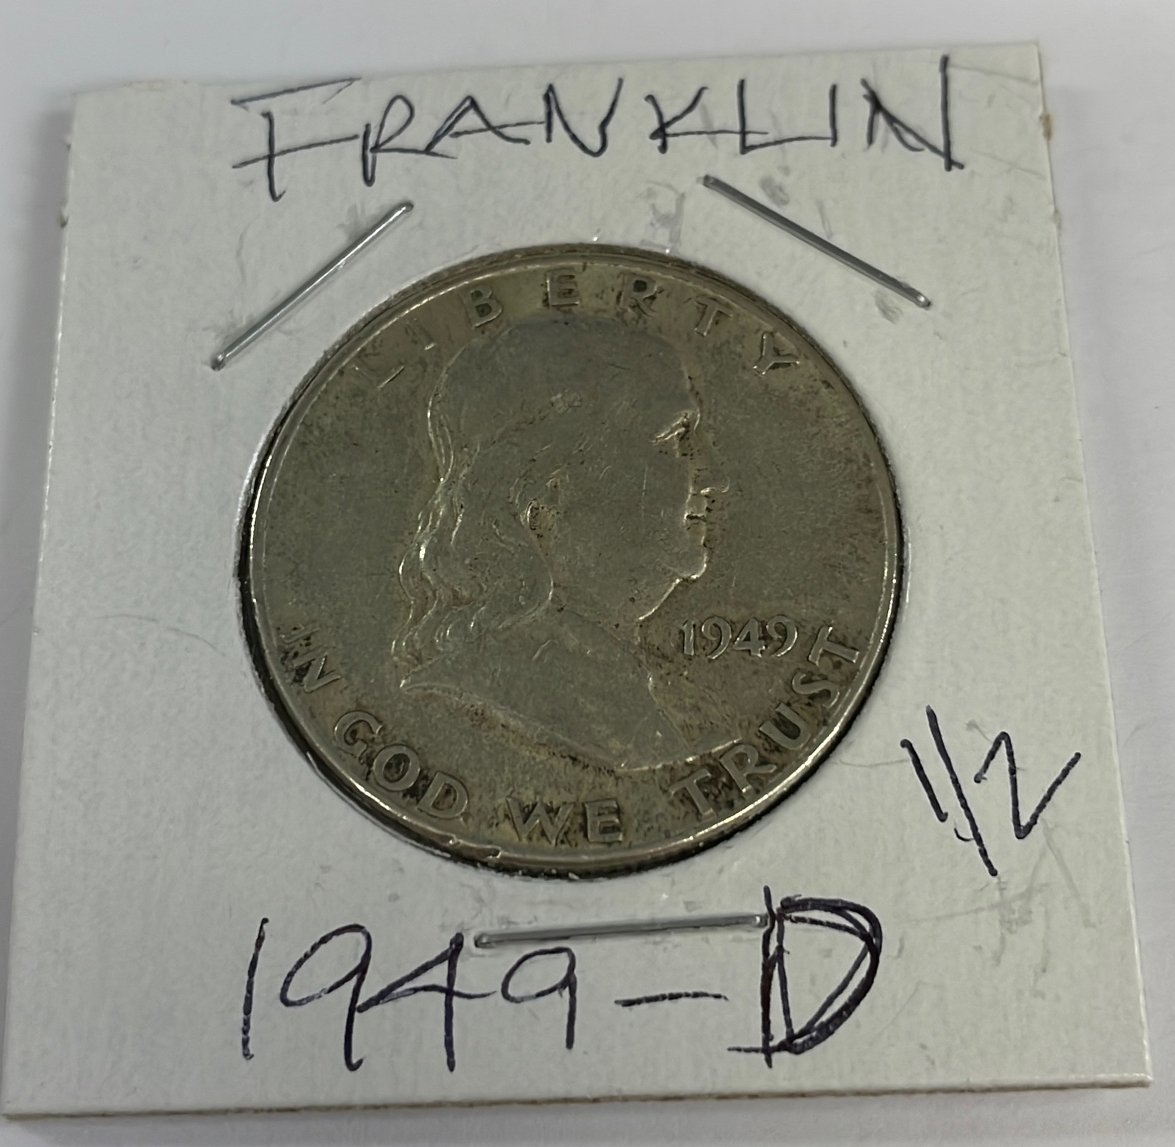 FRANKLIN
LIBERTY
1949
IN GOD WE TRUST
1/2
1949-D